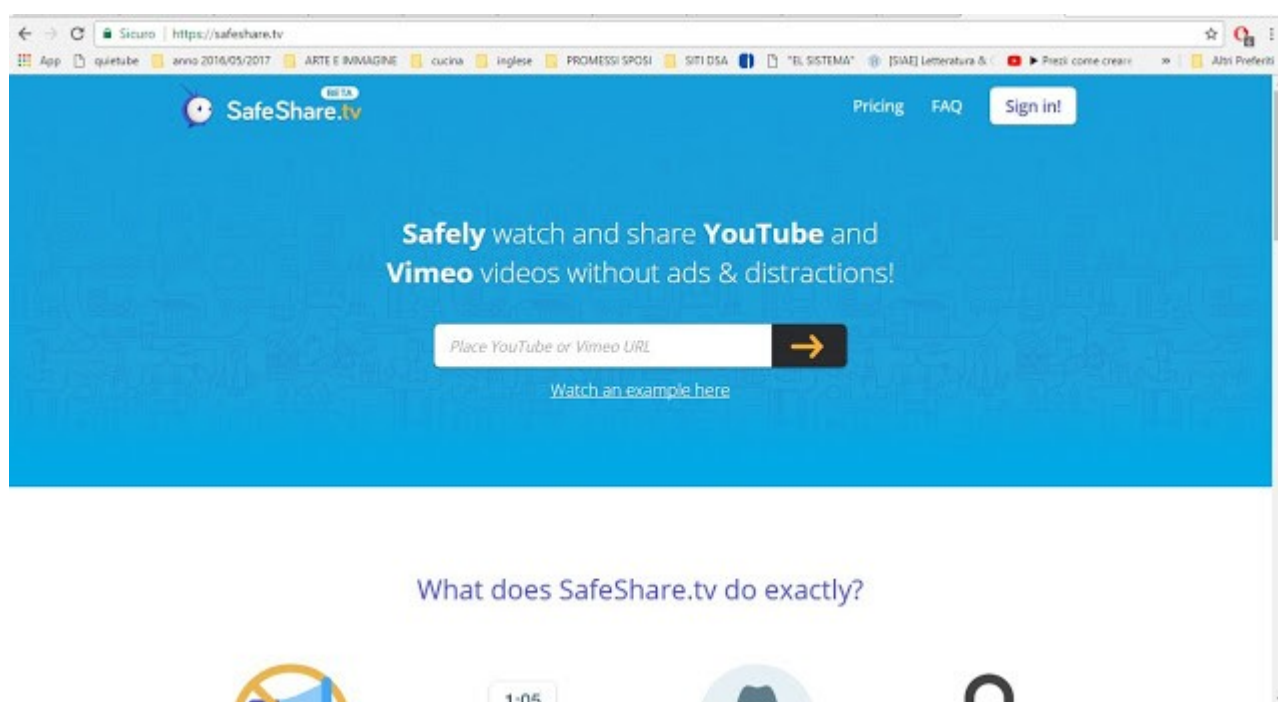 Sicuro | https://safeshare.tv
App quietube anno 2016/05/2017 ARTE E IMMAGINE cucina inglese PROMESSI SPOSI SITI DSA "EL SISTEMA" [SIAE] Letteratura & Prezi come creare » Altri Preferiti
BETA
SafeShare.tv Pricing FAQ Sign in!
Safely watch and share YouTube and
Vimeo videos without ads & distractions!
Place YouTube or Vimeo URL
Watch an example here
What does SafeShare.tv do exactly?
1:05